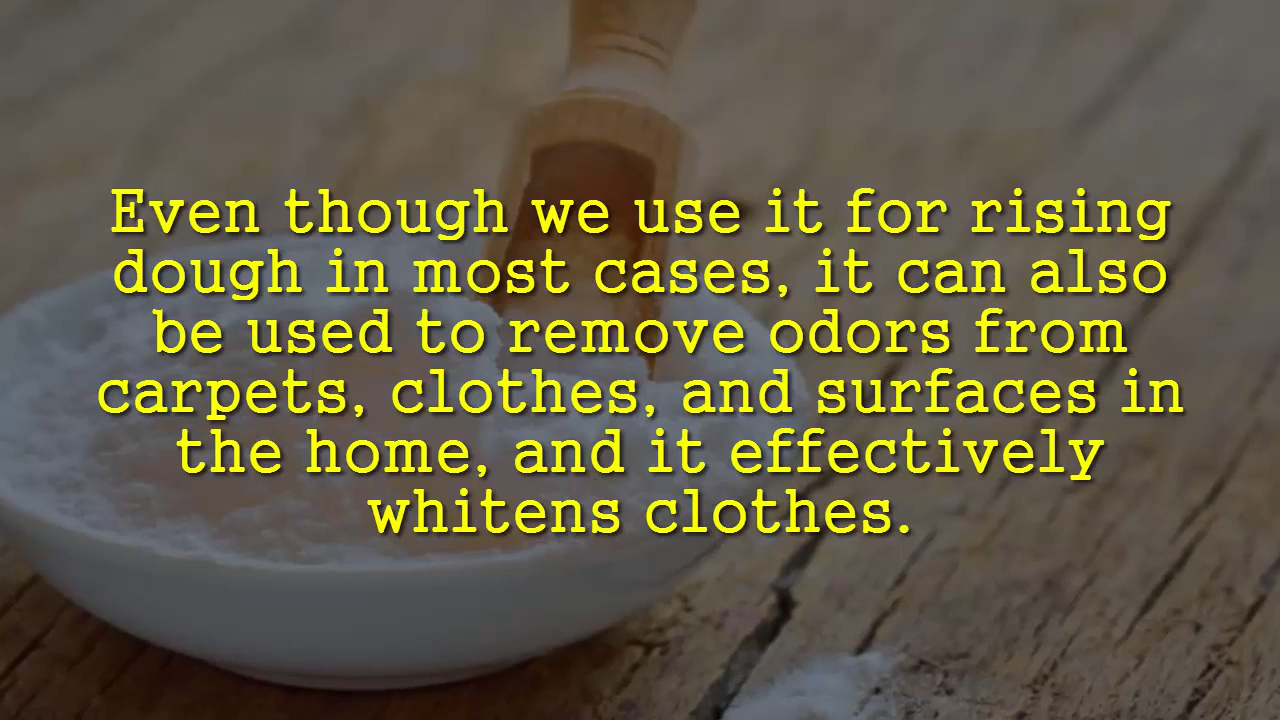 Even though we use it for rising
dough in most cases, it can also
be used to remove odors from
carpets, clothes, and surfaces in
the home, and it effectively
whitens clothes.